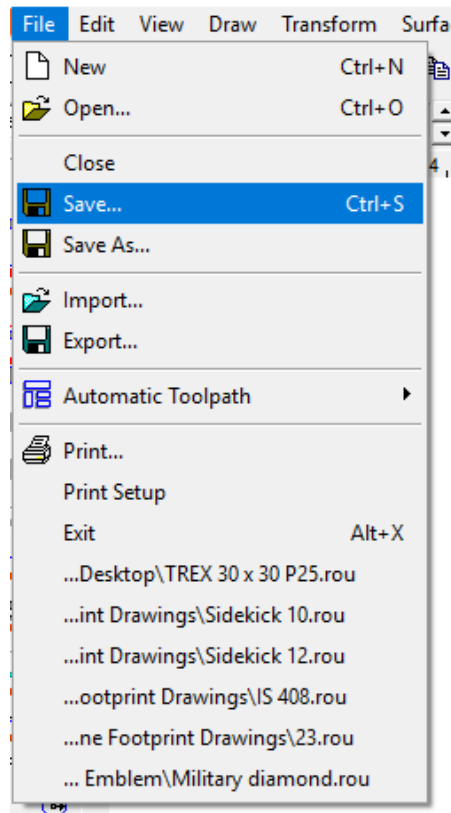 File Edit View Draw Transform Surfa
New Ctrl+N
Open... Ctrl+O
Close
4
Save... Ctrl+S
Save As...
Import...
Export...
Automatic Toolpath
Print...
Print Setup
Exit Alt+X
...Desktop\TREX 30 x 30 P25.rou
...int Drawings\Sidekick 10.rou
...int Drawings\Sidekick 12.rou
...ootprint Drawings\IS 408.rou
...ne Footprint Drawings\23.rou
... Emblem\Military diamond.rou